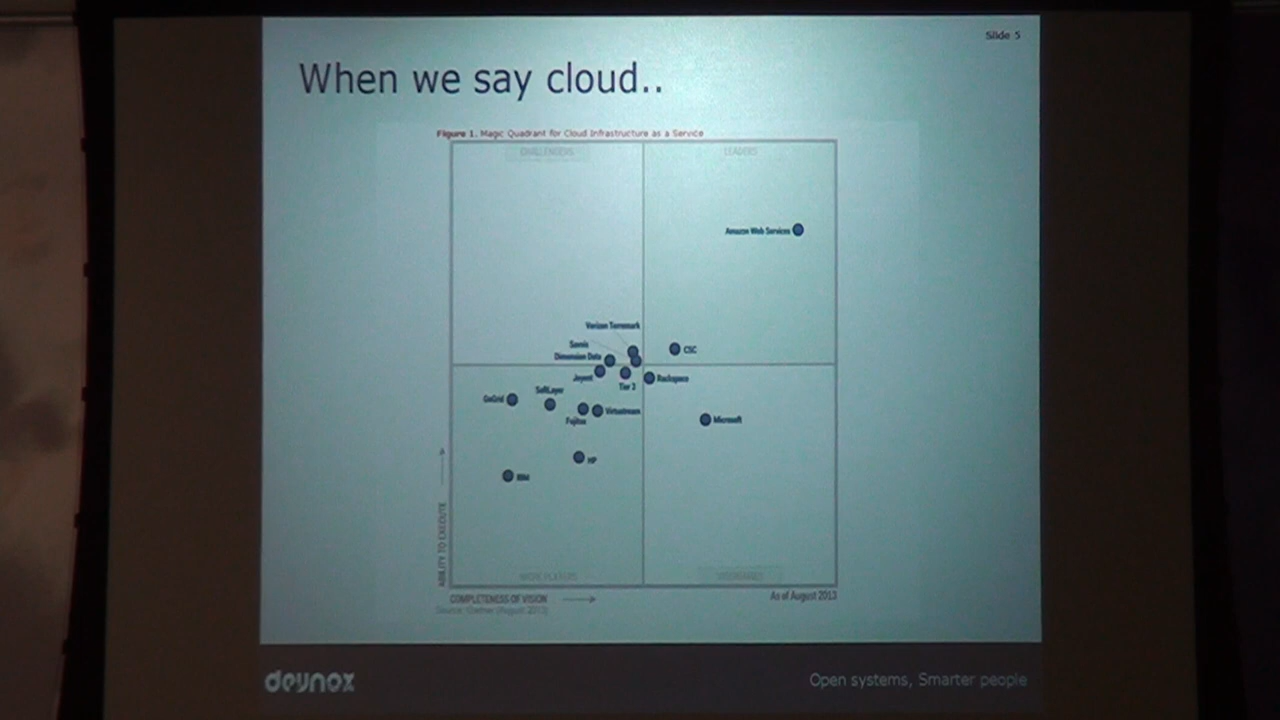 Slide 5
When we say cloud..
Figure 1. Magic Quadrant for Cloud Infrastructure as a Service
CHALLENGERS
LEADERS
Amazon Web Services
Verizon Terremark
Savvis
CSC
Dimension Data
Joyent
Tier 3
Rackspace
SoftLayer
GoGrid
Virtustream
Fujitsu
Microsoft
HP
IBM
ABILITY TO EXECUTE
NICHE PLAYERS
VISIONARIES
COMPLETENESS OF VISION
As of August 2013
Source: Gartner (August 2013)
deynox
Open systems, Smarter people